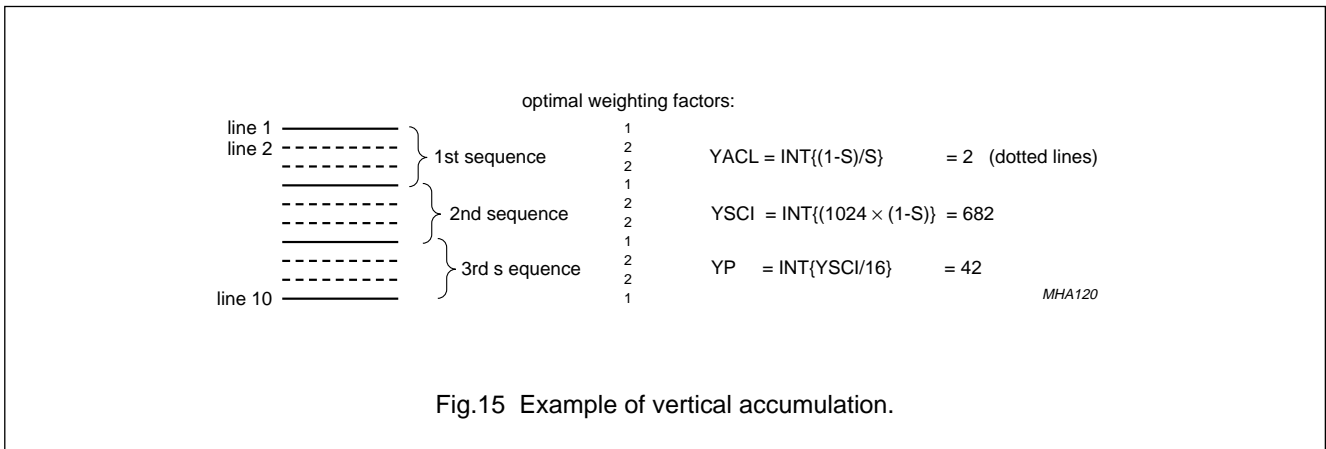 optimal weighting factors:
line 1 1
line 2 2
1st sequence YACL = INT{(1-S)/S} = 2 (dotted lines)
2
1
2
2nd sequence YSCI = INT{(1024 × (1-S)} = 682
2
1
2
3rd s equence YP = INT{YSCI/16} = 42
2
line 10 1
MHA120
Fig.15 Example of vertical accumulation.